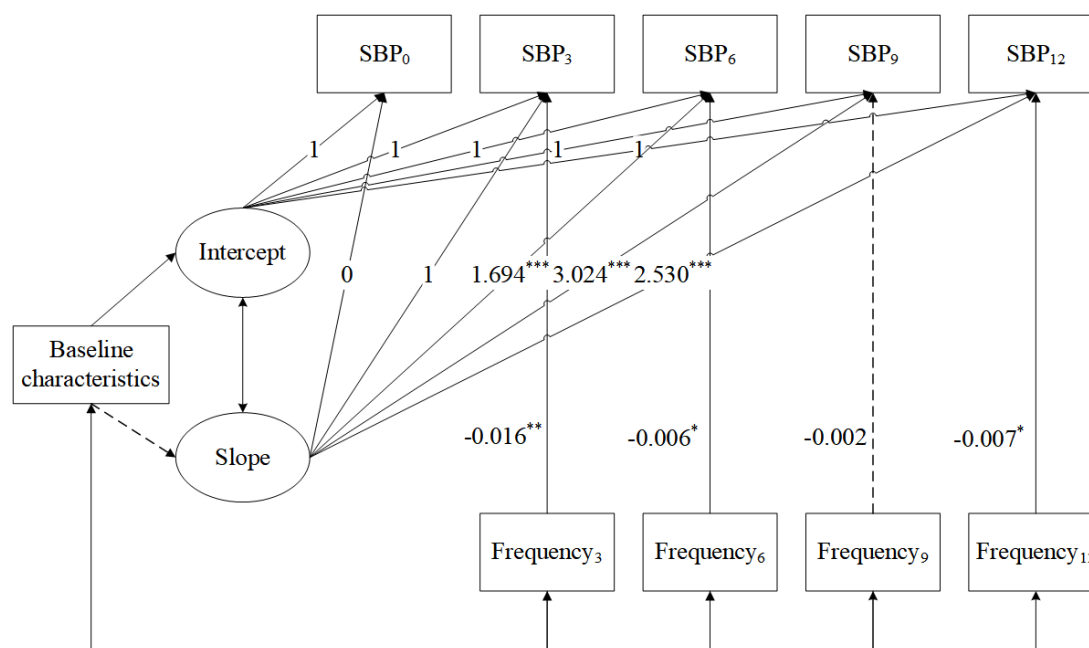 SBP₀ SBP₃ SBP₆ SBP₉ SBP₁₂
1 1 1 1 1
Intercept
0 1 1.694*** 3.024*** 2.530***
Baseline
characteristics
-0.016** -0.006* -0.002 -0.007*
Slope
Frequency₃ Frequency₆ Frequency₉ Frequency₁₂